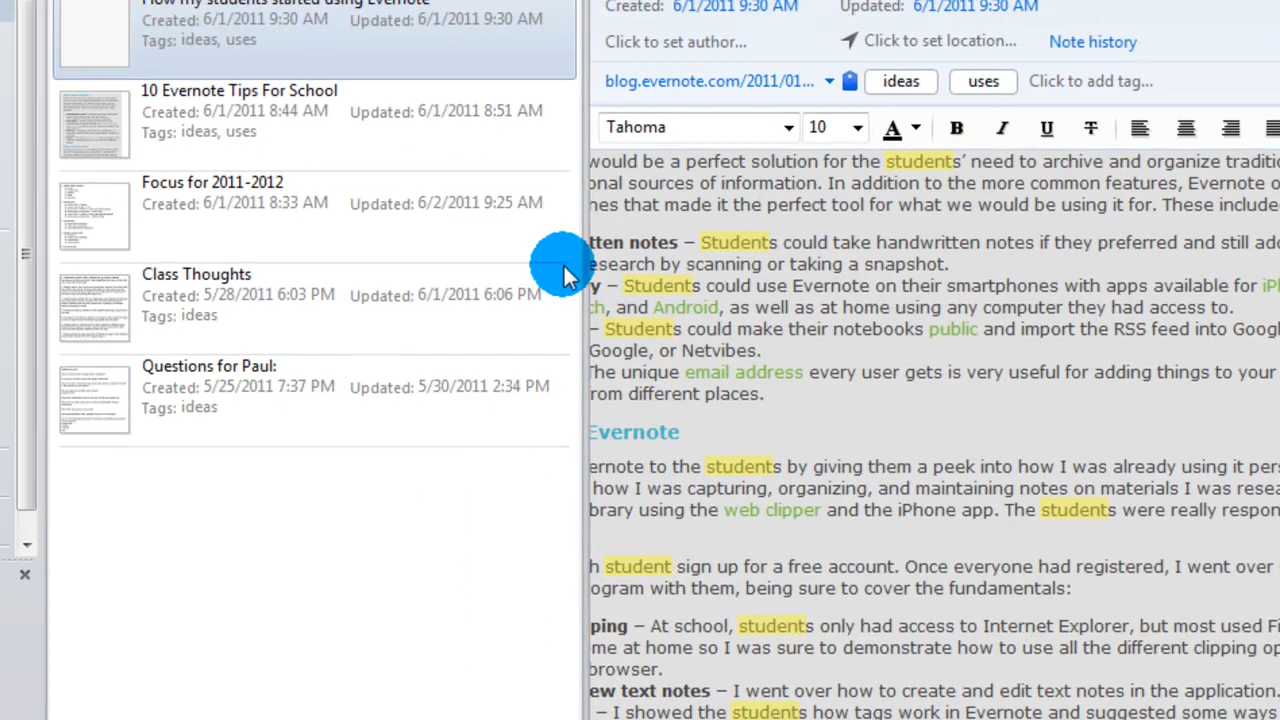 How my students started using Evernote
Created: 6/1/2011 9:30 AM Updated: 6/1/2011 9:30 AM
Tags: ideas, uses
10 Evernote Tips For School
Created: 6/1/2011 8:44 AM Updated: 6/1/2011 8:51 AM
Tags: ideas, uses
Focus for 2011-2012
Created: 6/1/2011 8:33 AM Updated: 6/2/2011 9:25 AM
Class Thoughts
Created: 5/28/2011 6:03 PM Updated: 6/1/2011 6:06 PM
Tags: ideas
Questions for Paul:
Created: 5/25/2011 7:37 PM Updated: 5/30/2011 2:34 PM
Tags: ideas
Created: 6/1/2011 9:30 AM Updated: 6/1/2011 9:30 AM
Click to set author... Click to set location... Note history
blog.evernote.com/2011/01... ideas uses Click to add tag...
Tahoma 10 A B I U T
would be a perfect solution for the students' need to archive and organize traditi
onal sources of information. In addition to the more common features, Evernote o
nes that made it the perfect tool for what we would be using it for. These include
tten notes – Students could take handwritten notes if they preferred and still add
esearch by scanning or taking a snapshot.
y – Students could use Evernote on their smartphones with apps available for iPh
ch, and Android, as well as at home using any computer they had access to.
– Students could make their notebooks public and import the RSS feed into Goog
Google, or Netvibes.
The unique email address every user gets is very useful for adding things to your
rom different places.
Evernote
ernote to the students by giving them a peek into how I was already using it pers
how I was capturing, organizing, and maintaining notes on materials I was resea
brary using the web clipper and the iPhone app. The students were really respon
h student sign up for a free account. Once everyone had registered, I went over
ogram with them, being sure to cover the fundamentals:
ping – At school, students only had access to Internet Explorer, but most used Fi
me at home so I was sure to demonstrate how to use all the different clipping op
browser.
ew text notes – I went over how to create and edit text notes in the application.
– I showed the students how tags work in Evernote and suggested some ways